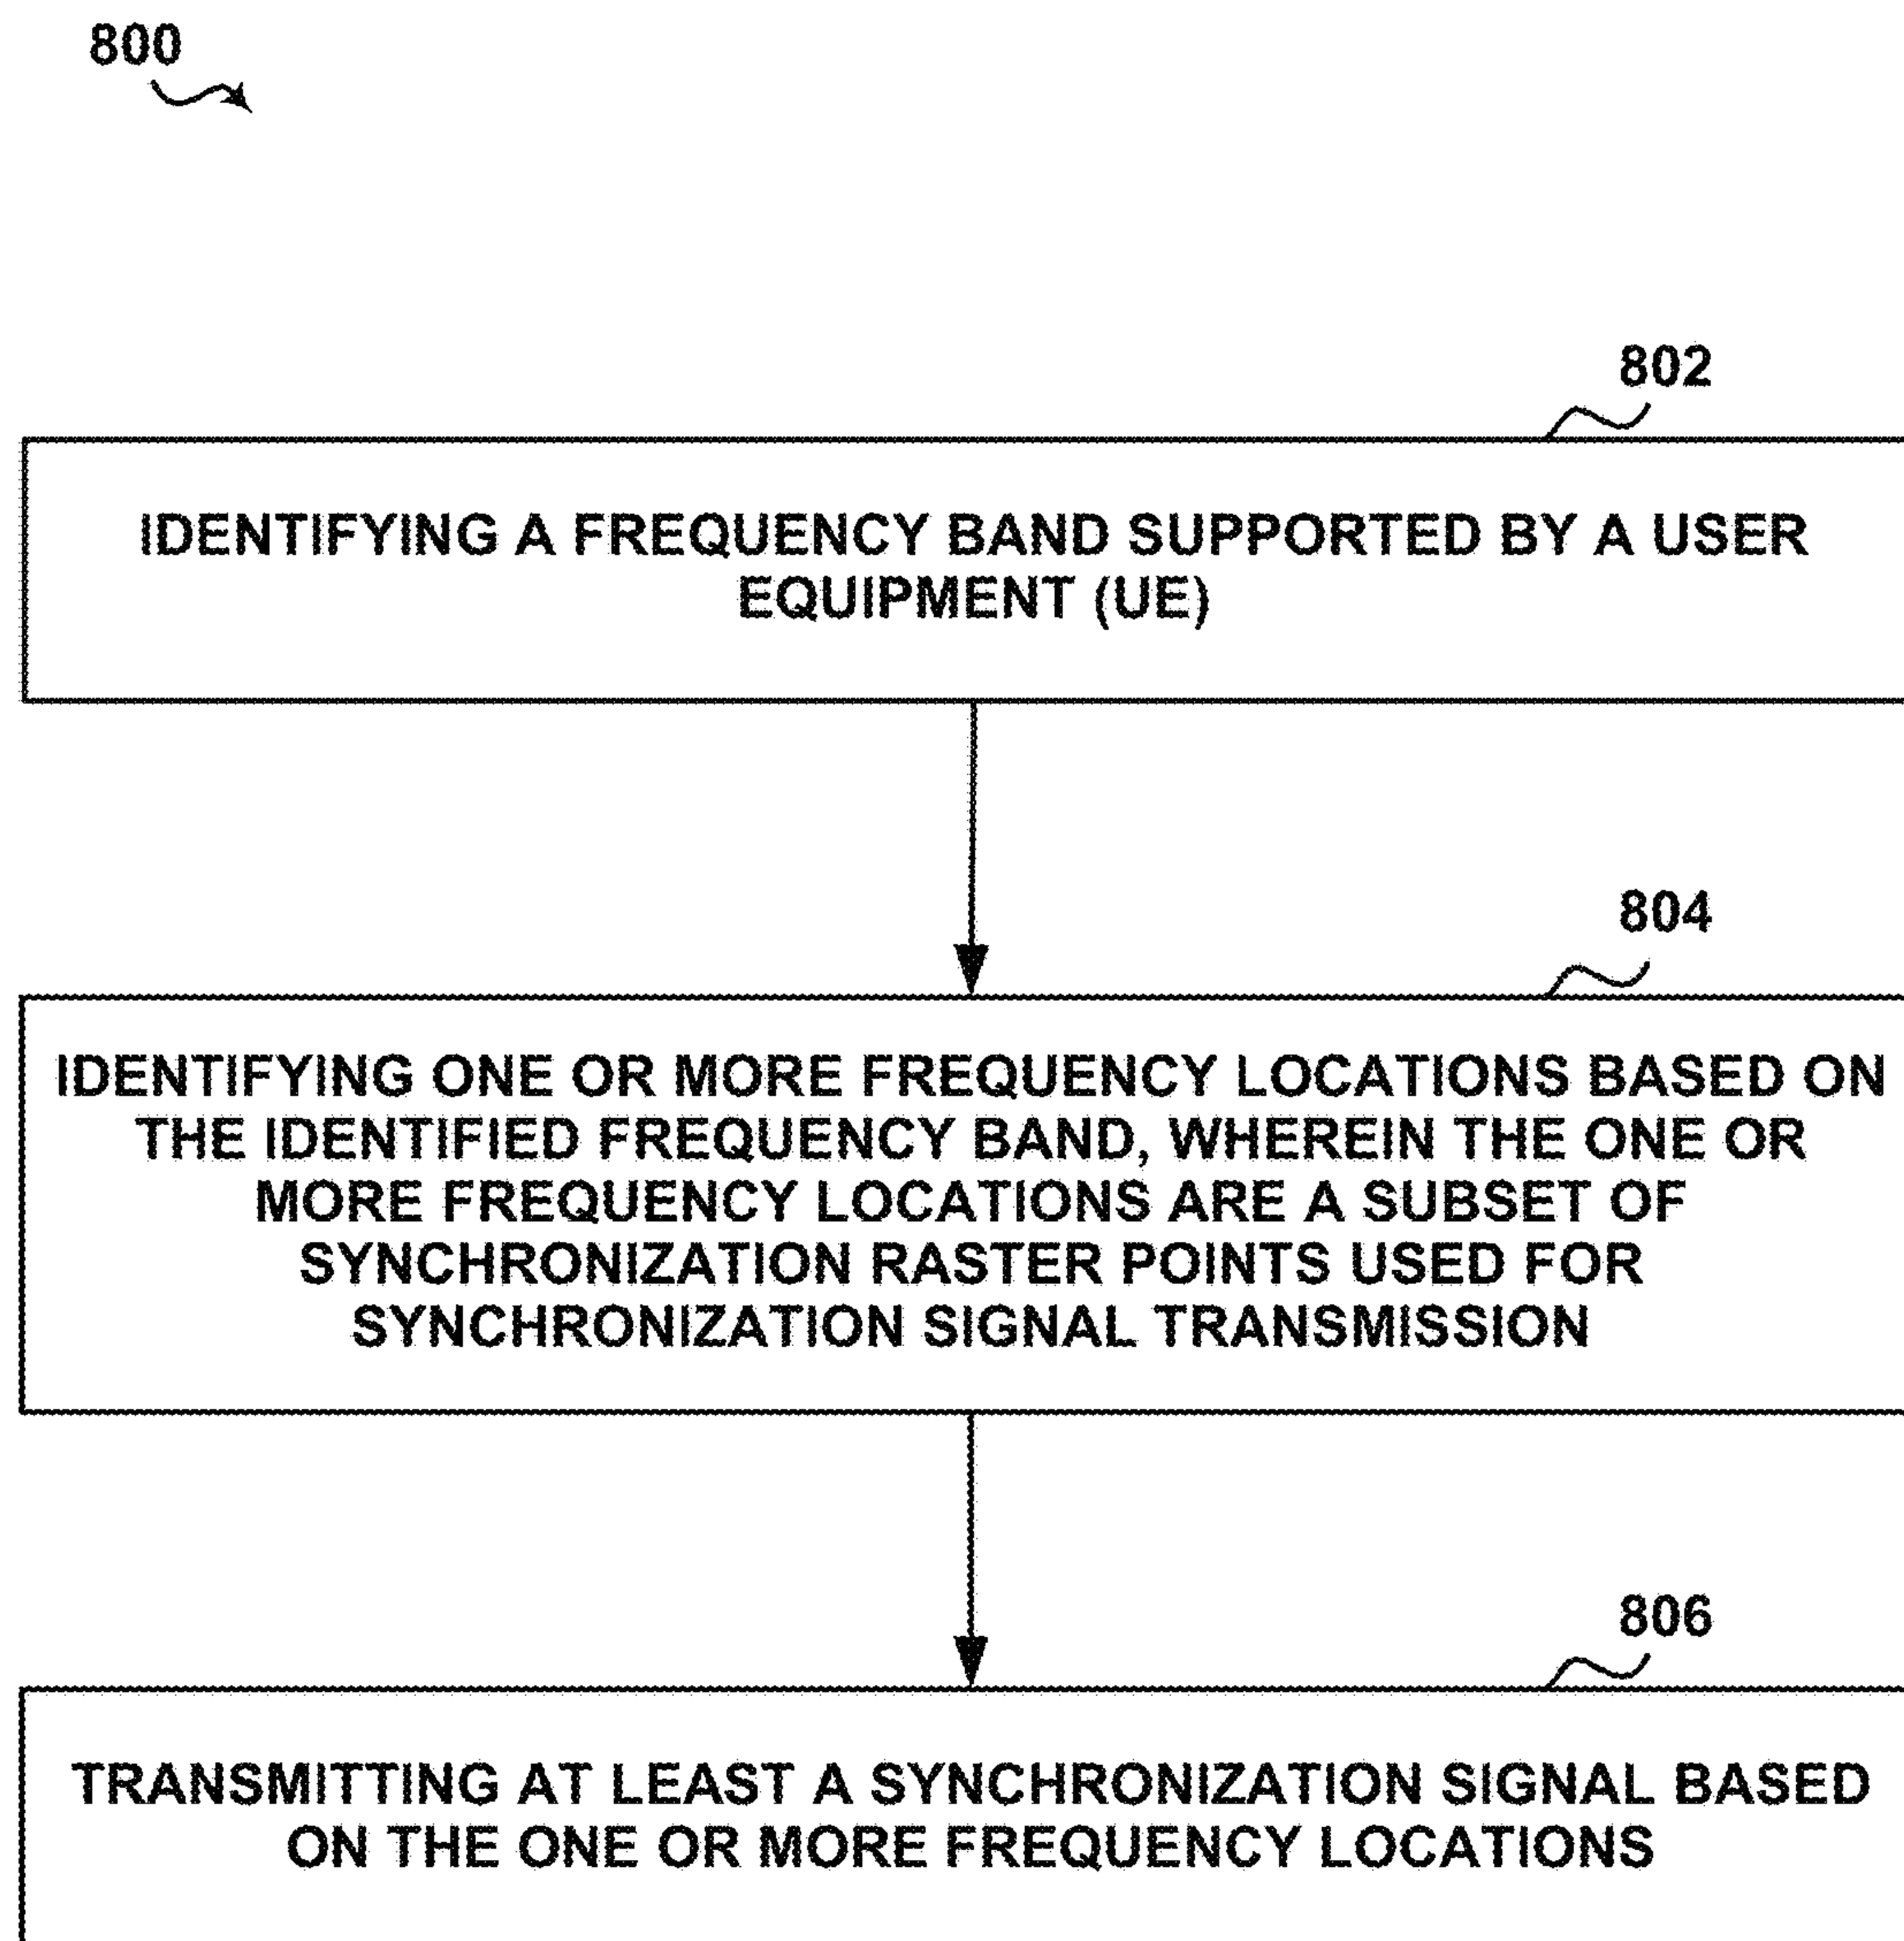 800
802
IDENTIFYING A FREQUENCY BAND SUPPORTED BY A USER
EQUIPMENT (UE)
804
IDENTIFYING ONE OR MORE FREQUENCY LOCATIONS BASED ON
THE IDENTIFIED FREQUENCY BAND, WHEREIN THE ONE OR
MORE FREQUENCY LOCATIONS ARE A SUBSET OF
SYNCHRONIZATION RASTER POINTS USED FOR
SYNCHRONIZATION SIGNAL TRANSMISSION
806
TRANSMITTING AT LEAST A SYNCHRONIZATION SIGNAL BASED
ON THE ONE OR MORE FREQUENCY LOCATIONS